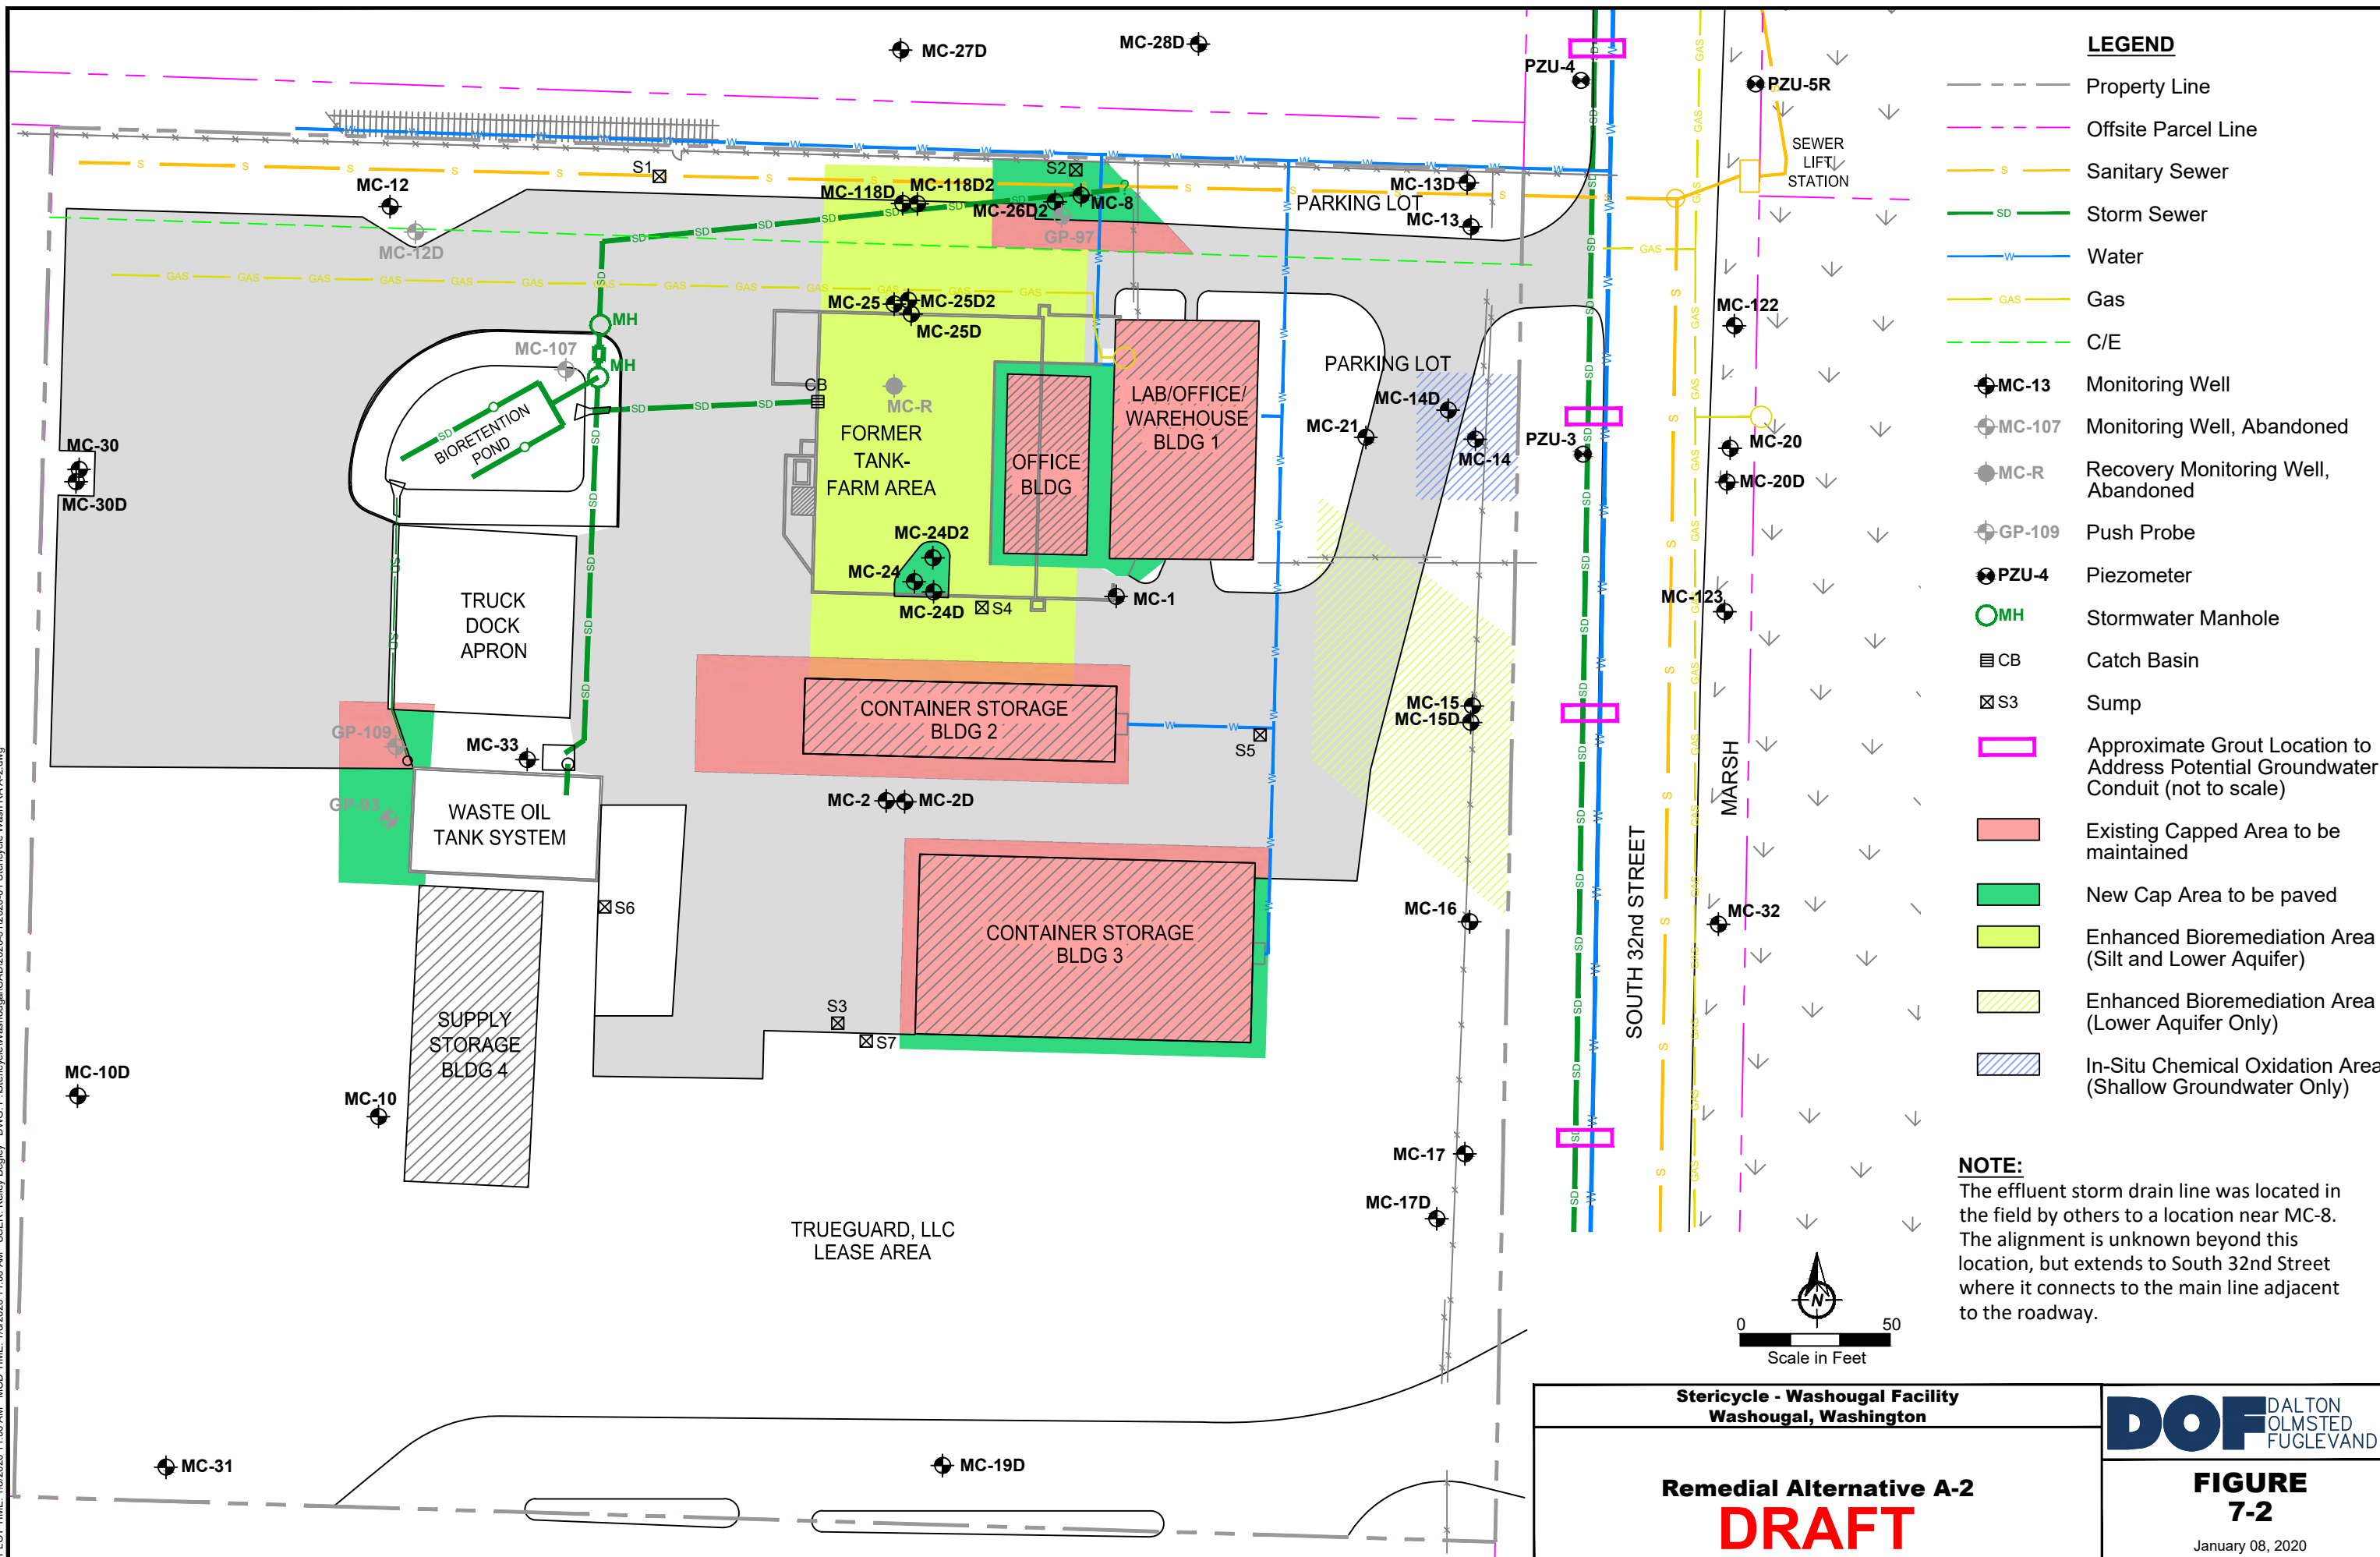 MC-27D
MC-28D
PZU-4
PZU-5R
SEWER
LIFT
STATION
S1
S2
MC-12
MC-12D
MC-118D
MC-118D2
MC-26D2
MC-8
?
GP-97
MC-13D
PARKING LOT
MC-13
MC-25
MC-25D2
MC-25D
MH
MH
MC-107
CB
MC-R
BIORETENTION
POND
FORMER
TANK-
FARM AREA
OFFICE
BLDG
LAB/OFFICE/
WAREHOUSE
BLDG 1
PARKING LOT
MC-14D
MC-21
MC-14
PZU-3
MC-122
MC-20
MC-20D
MC-30
MC-30D
MC-24D2
MC-24
MC-24D
S4
MC-1
MC-123
TRUCK
DOCK
APRON
CONTAINER STORAGE
BLDG 2
S5
MC-15
MC-15D
GP-109
MC-33
GP-93
WASTE OIL
TANK SYSTEM
MC-2
MC-2D
MARSH
SOUTH 32nd STREET
S6
CONTAINER STORAGE
BLDG 3
MC-16
MC-32
S3
S7
SUPPLY
STORAGE
BLDG 4
MC-10D
MC-10
MC-17
MC-17D
TRUEGUARD, LLC
LEASE AREA
MC-31
MC-19D
LEGEND
Property Line
Offsite Parcel Line
S Sanitary Sewer
SD Storm Sewer
W Water
GAS Gas
C/E
MC-13 Monitoring Well
MC-107 Monitoring Well, Abandoned
MC-R Recovery Monitoring Well,
Abandoned
GP-109 Push Probe
PZU-4 Piezometer
MH Stormwater Manhole
CB Catch Basin
S3 Sump
Approximate Grout Location to
Address Potential Groundwater
Conduit (not to scale)
Existing Capped Area to be
maintained
New Cap Area to be paved
Enhanced Bioremediation Area
(Silt and Lower Aquifer)
Enhanced Bioremediation Area
(Lower Aquifer Only)
In-Situ Chemical Oxidation Area
(Shallow Groundwater Only)
NOTE:
The effluent storm drain line was located in
the field by others to a location near MC-8.
The alignment is unknown beyond this
location, but extends to South 32nd Street
where it connects to the main line adjacent
to the roadway.
N
0 50
Scale in Feet
Stericycle - Washougal Facility
Washougal, Washington
Remedial Alternative A-2
DRAFT
DOF DALTON
OLMSTED
FUGLEVAND
FIGURE
7-2
January 08, 2020